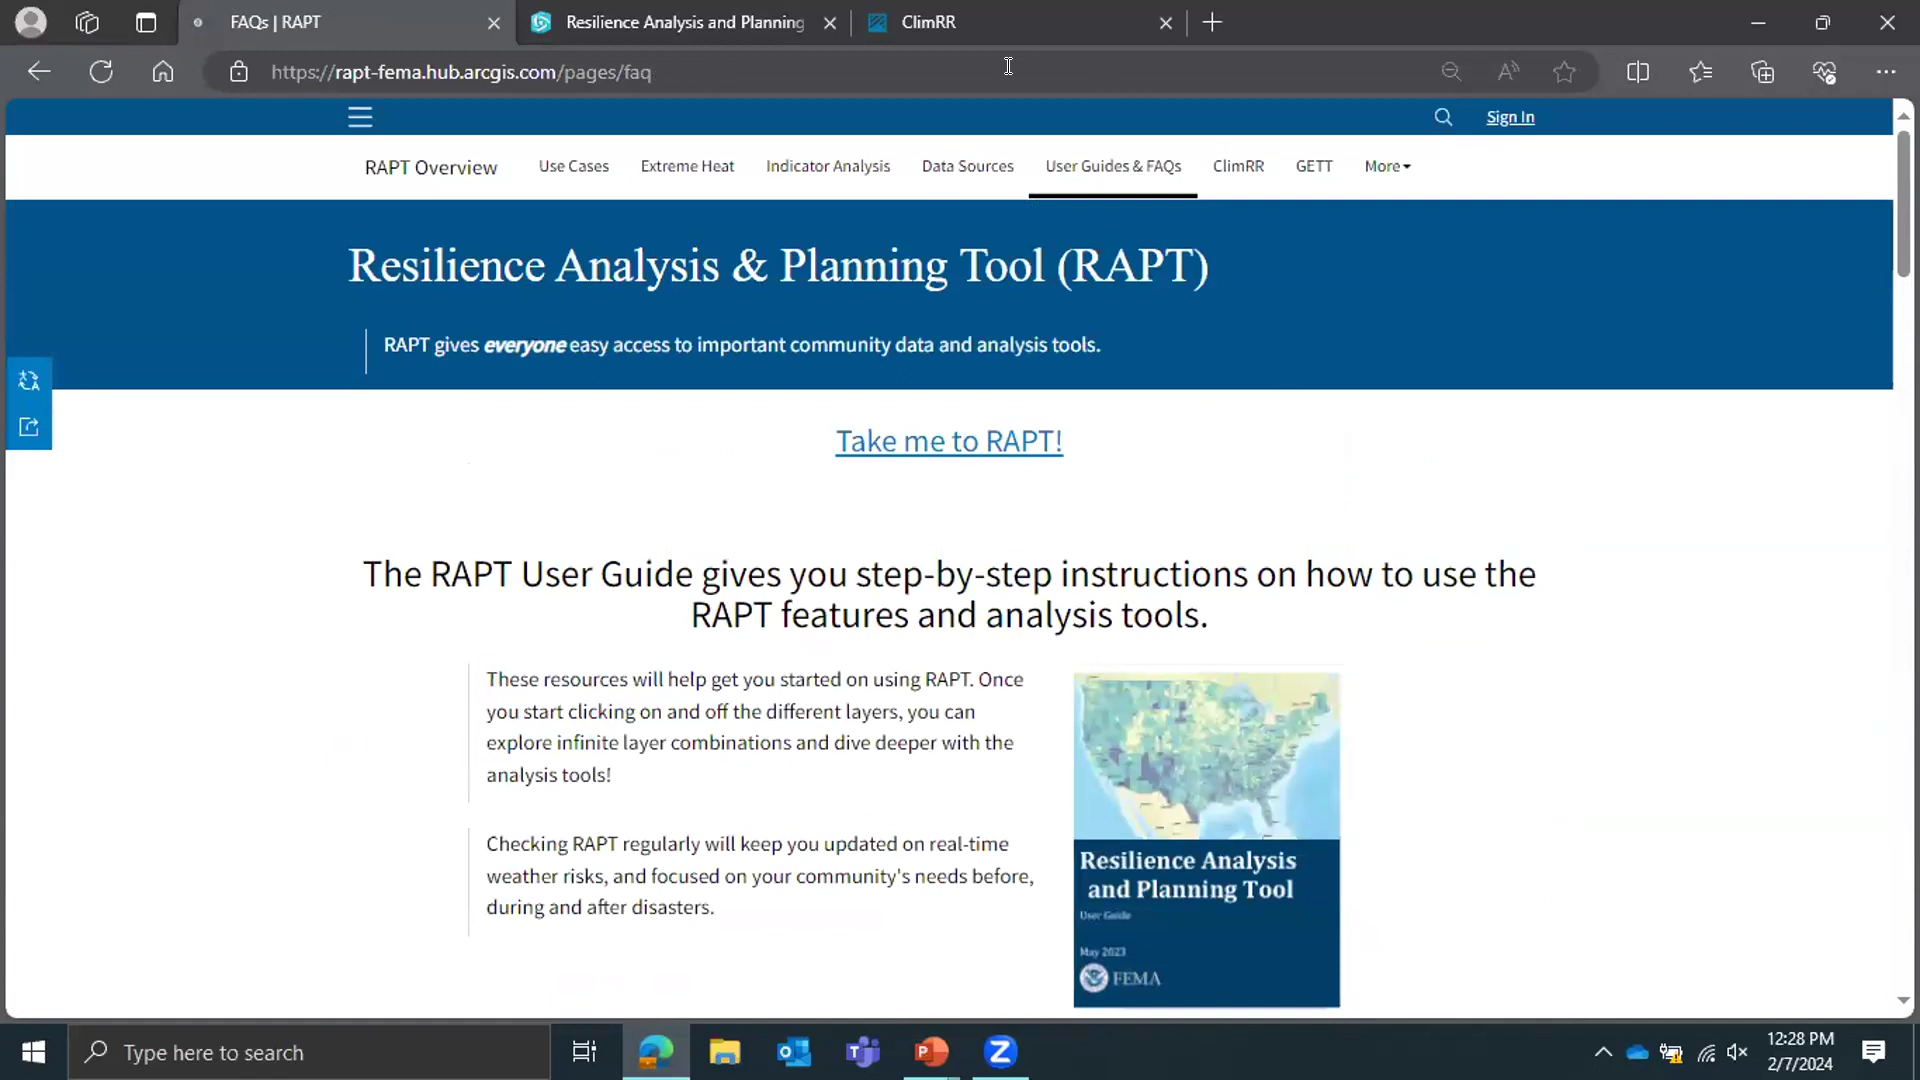 FAQs | RAPT
Resilience Analysis and Planning
ClimRR
https://rapt-fema.hub.arcgis.com/pages/faq
Sign In
RAPT Overview Use Cases Extreme Heat Indicator Analysis Data Sources User Guides & FAQs ClimRR GETT More
Resilience Analysis & Planning Tool (RAPT)
RAPT gives everyone easy access to important community data and analysis tools.
Take me to RAPT!
The RAPT User Guide gives you step-by-step instructions on how to use the
RAPT features and analysis tools.
These resources will help get you started on using RAPT. Once
you start clicking on and off the different layers, you can
explore infinite layer combinations and dive deeper with the
analysis tools!
Checking RAPT regularly will keep you updated on real-time
weather risks, and focused on your community's needs before,
during and after disasters.
Resilience Analysis
and Planning Tool
User Guide
May 2023
FEMA
Type here to search
12:28 PM
2/7/2024